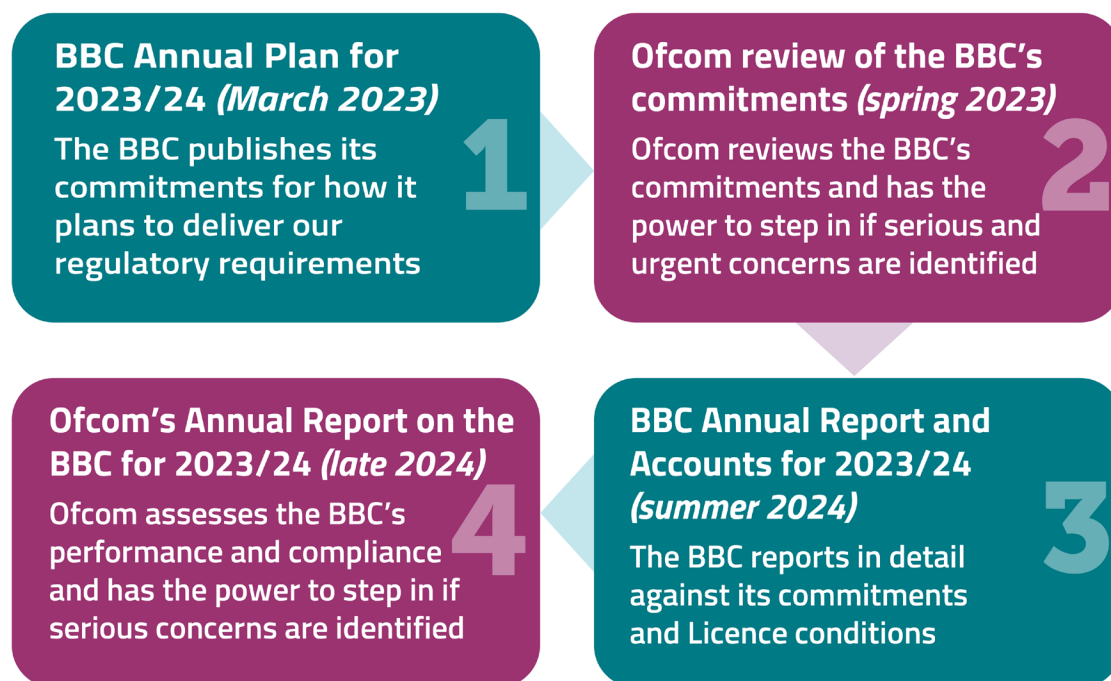 BBC Annual Plan for
2023/24 (March 2023)
The BBC publishes its
commitments for how it
plans to deliver our
regulatory requirements
1
Ofcom review of the BBC's
commitments (spring 2023)
Ofcom reviews the BBC's
commitments and has the
power to step in if serious and
urgent concerns are identified
2
BBC Annual Report and
Accounts for 2023/24
(summer 2024)
The BBC reports in detail
against its commitments
and Licence conditions
3
Ofcom's Annual Report on the
BBC for 2023/24 (late 2024)
Ofcom assesses the BBC's
performance and compliance
and has the power to step in if
serious concerns are identified
4